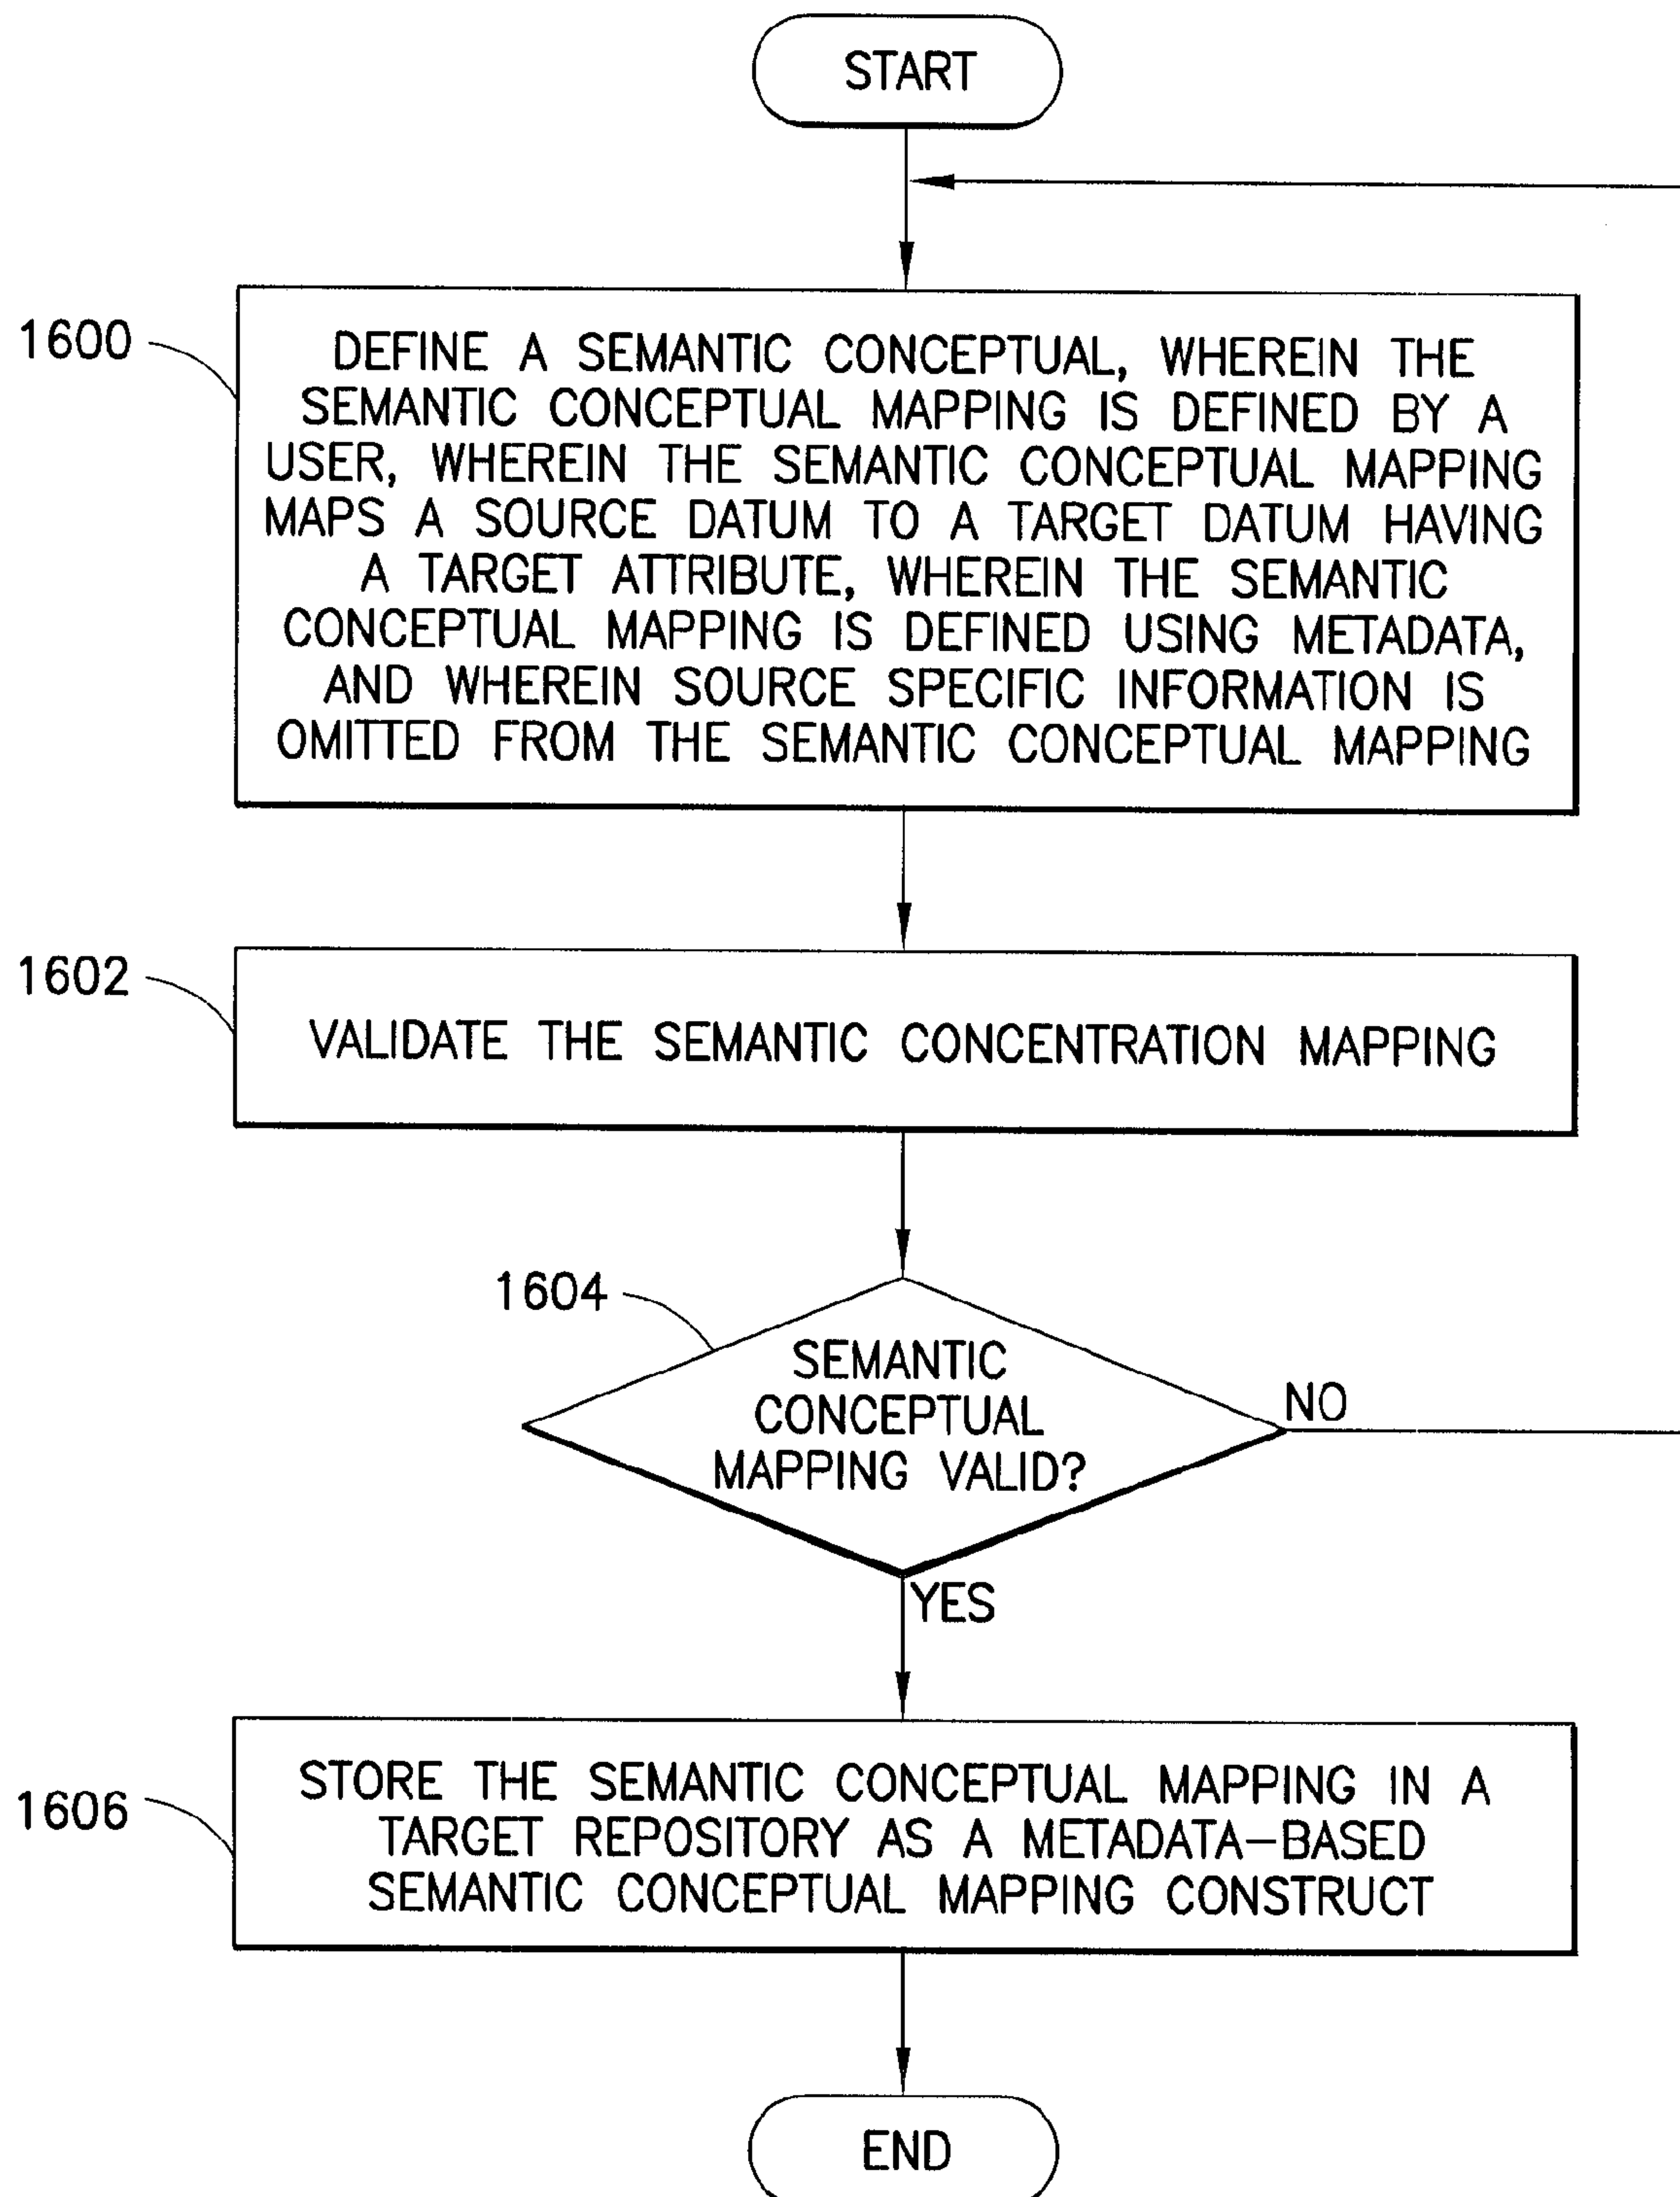 START
1600
DEFINE A SEMANTIC CONCEPTUAL, WHEREIN THE
SEMANTIC CONCEPTUAL MAPPING IS DEFINED BY A
USER, WHEREIN THE SEMANTIC CONCEPTUAL MAPPING
MAPS A SOURCE DATUM TO A TARGET DATUM HAVING
A TARGET ATTRIBUTE, WHEREIN THE SEMANTIC
CONCEPTUAL MAPPING IS DEFINED USING METADATA,
AND WHEREIN SOURCE SPECIFIC INFORMATION IS
OMITTED FROM THE SEMANTIC CONCEPTUAL MAPPING
1602
VALIDATE THE SEMANTIC CONCENTRATION MAPPING
1604
SEMANTIC
CONCEPTUAL
MAPPING VALID?
NO
YES
1606
STORE THE SEMANTIC CONCEPTUAL MAPPING IN A
TARGET REPOSITORY AS A METADATA-BASED
SEMANTIC CONCEPTUAL MAPPING CONSTRUCT
END